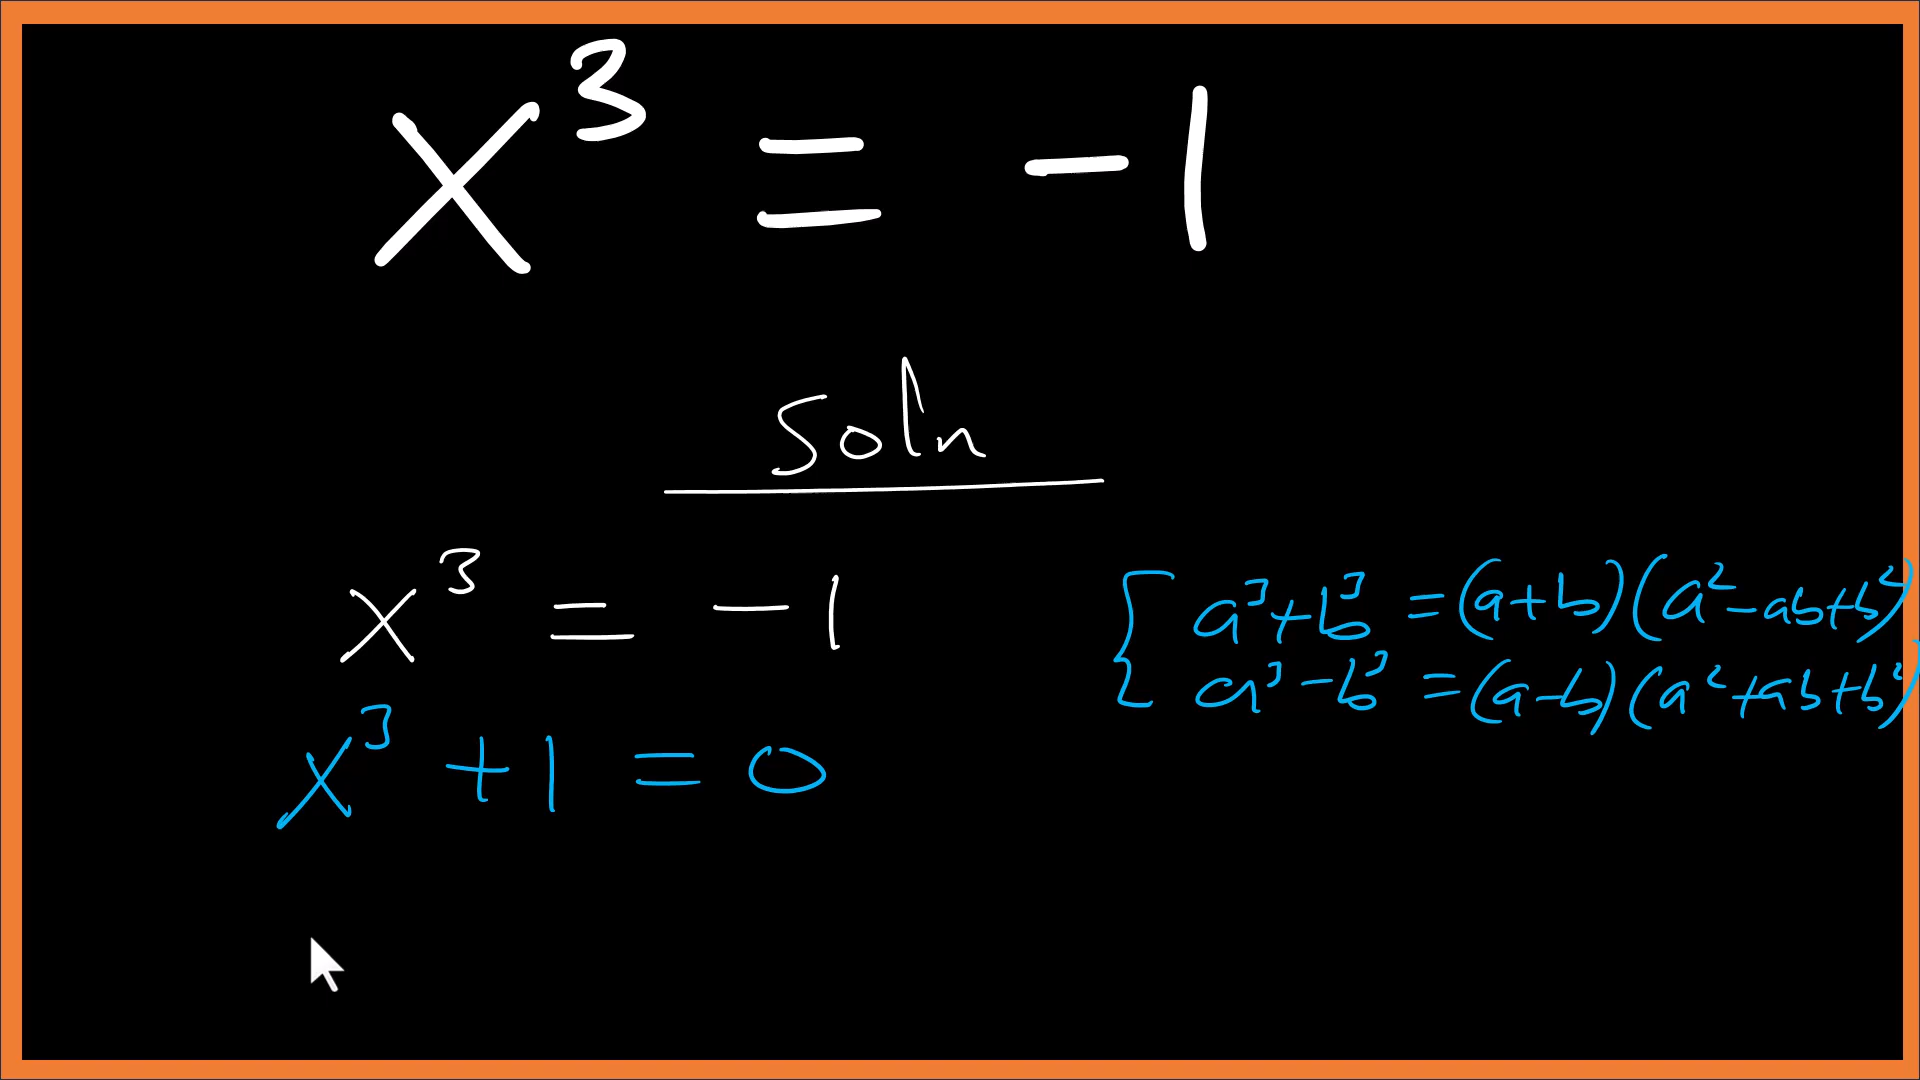 x³ = -1
soln
x³ = -1
a³+b³ = (a+b)(a²-ab+b²)
a³-b³ = (a-b)(a²+ab+b²)
x³ +1 = 0